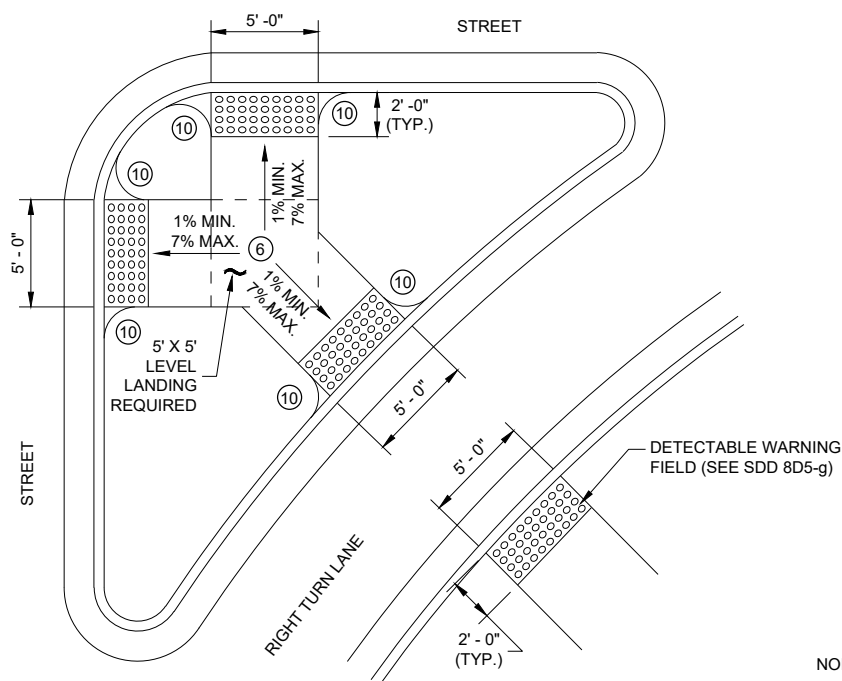 5' -0"
STREET
10
10
2' -0"
(TYP.)
10
1% MIN.
7% MAX.
1% MIN.
7% MAX.
6
5' - 0"
1% MIN.
7% MAX.
10
10
5' X 5'
LEVEL
LANDING
REQUIRED
10
5' - 0"
STREET
5' - 0"
DETECTABLE WARNING
FIELD (SEE SDD 8D5-g)
RIGHT TURN LANE
2' - 0"
(TYP.)
NO